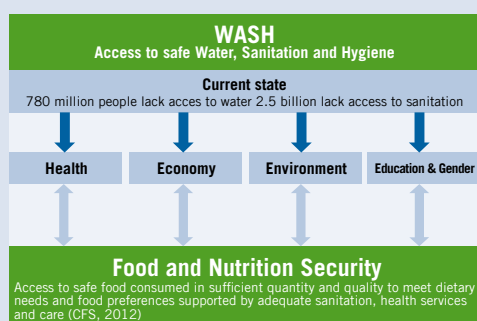 WASH
Access to safe Water, Sanitation and Hygiene
Current state
780 million people lack acces to water 2.5 billion lack access to sanitation
Health
Economy
Environment
Education & Gender
Food and Nutrition Security
Access to safe food consumed in sufficient quantity and quality to meet dietary
needs and food preferences supported by adequate sanitation, health services
and care (CFS, 2012)